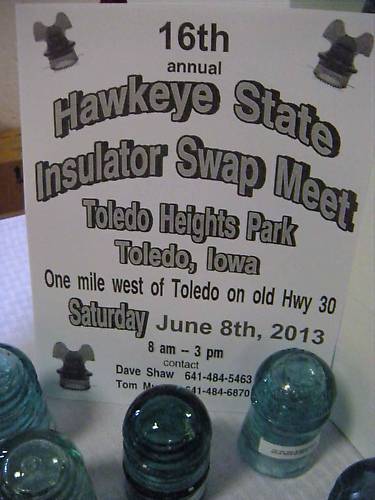 16th
annual
Hawkeye State
Insulator Swap Meet
Toledo Heights Park
Toledo, Iowa
One mile west of Toledo on old Hwy 30
Saturday June 8th, 2013
8 am -- 3 pm
contact
Dave Shaw 641-484-5463
Tom 641-484-6870